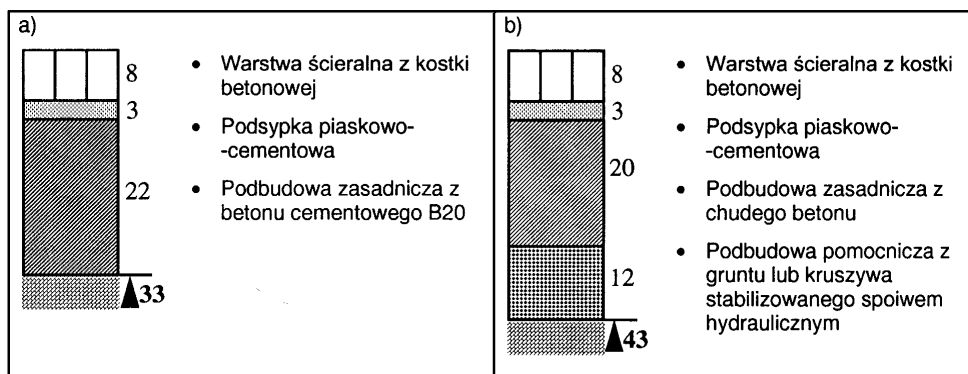 a)
8
3
22
33
• Warstwa ścieralna z kostki
betonowej
• Podsypka piaskowo-
-cementowa
• Podbudowa zasadnicza z
betonu cementowego B20
b)
8
3
20
12
43
• Warstwa ścieralna z kostki
betonowej
• Podsypka piaskowo-
-cementowa
• Podbudowa zasadnicza z
chudego betonu
• Podbudowa pomocnicza z
gruntu lub kruszywa
stabilizowanego spoiwem
hydraulicznym